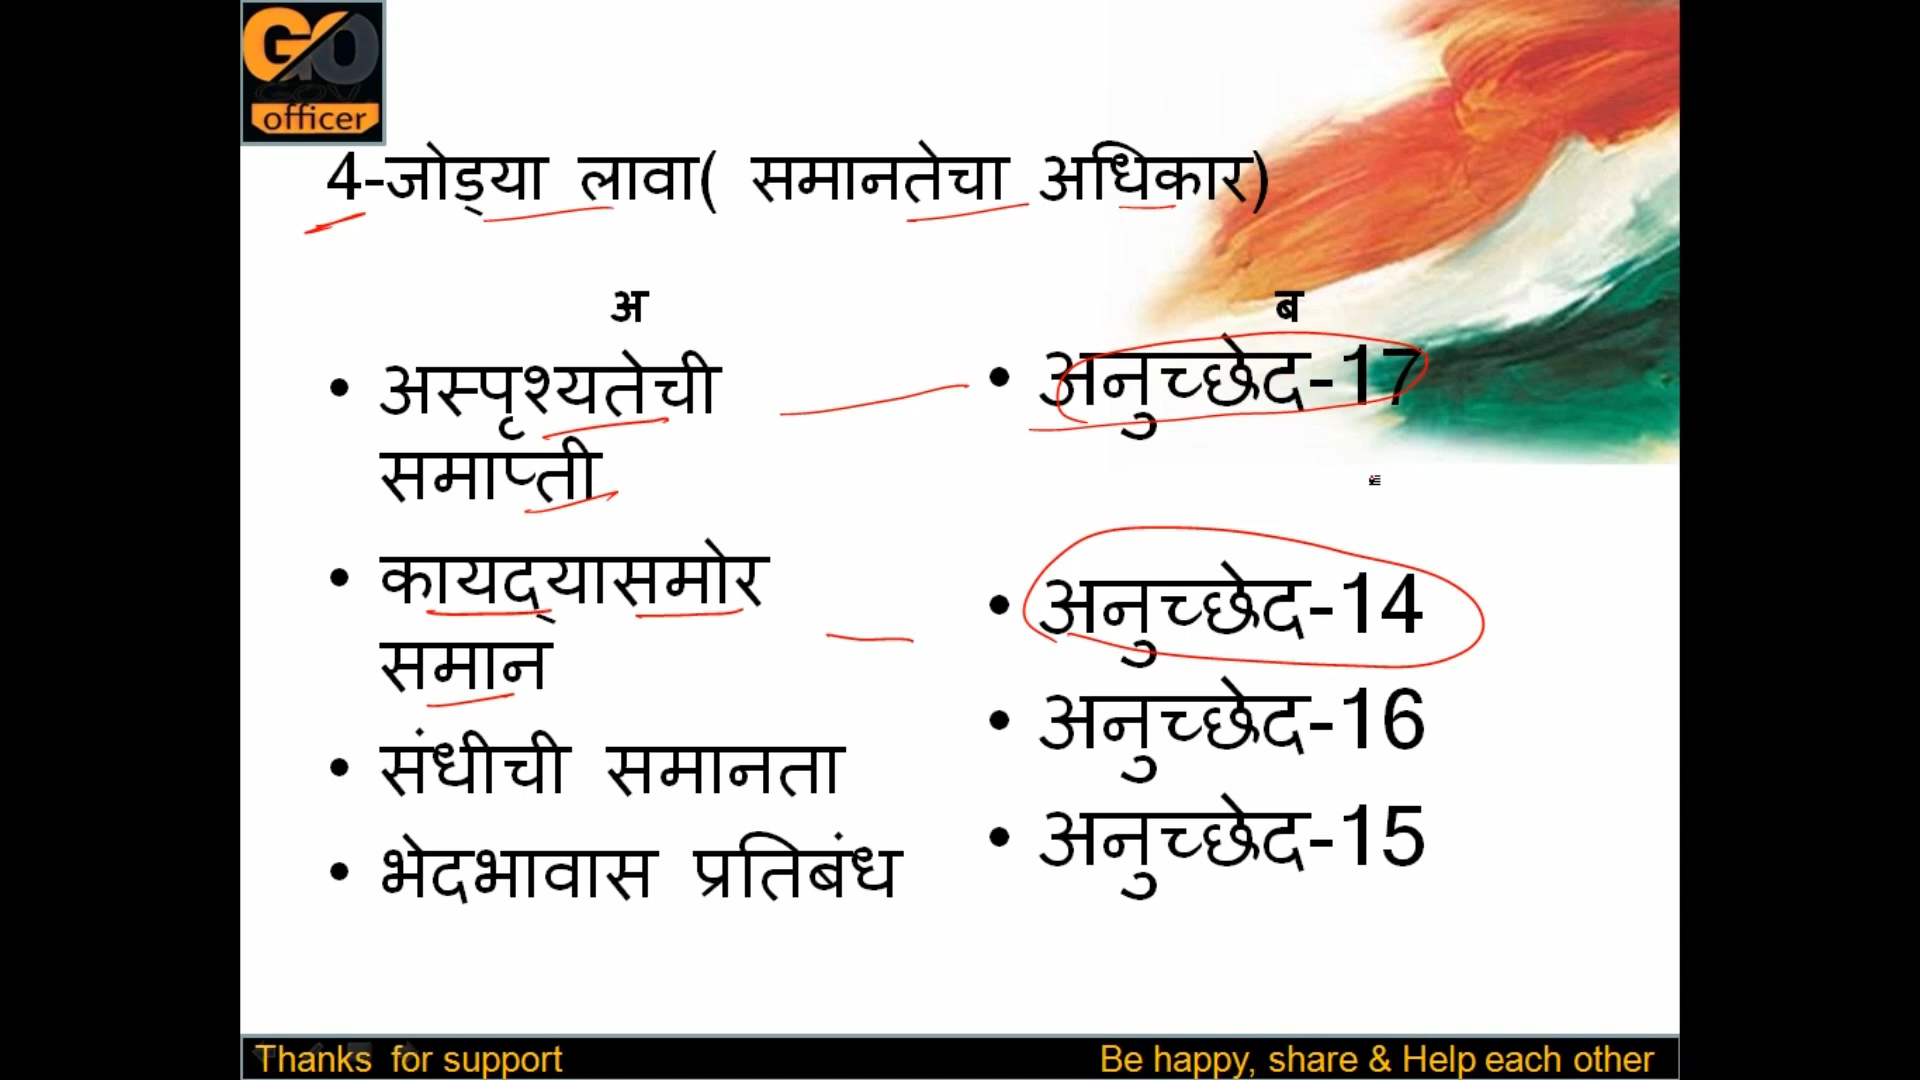 GO
GOV
officer
4-जोड्या लावा( समानतेचा अधिकार)
अ
ब
• अस्पृश्यतेची
समाप्ती
• कायद्यासमोर
समान
• संधीची समानता
• भेदभावास प्रतिबंध
• अनुच्छेद-17
• अनुच्छेद-14
• अनुच्छेद-16
• अनुच्छेद-15
Thanks for support
Be happy, share & Help each other